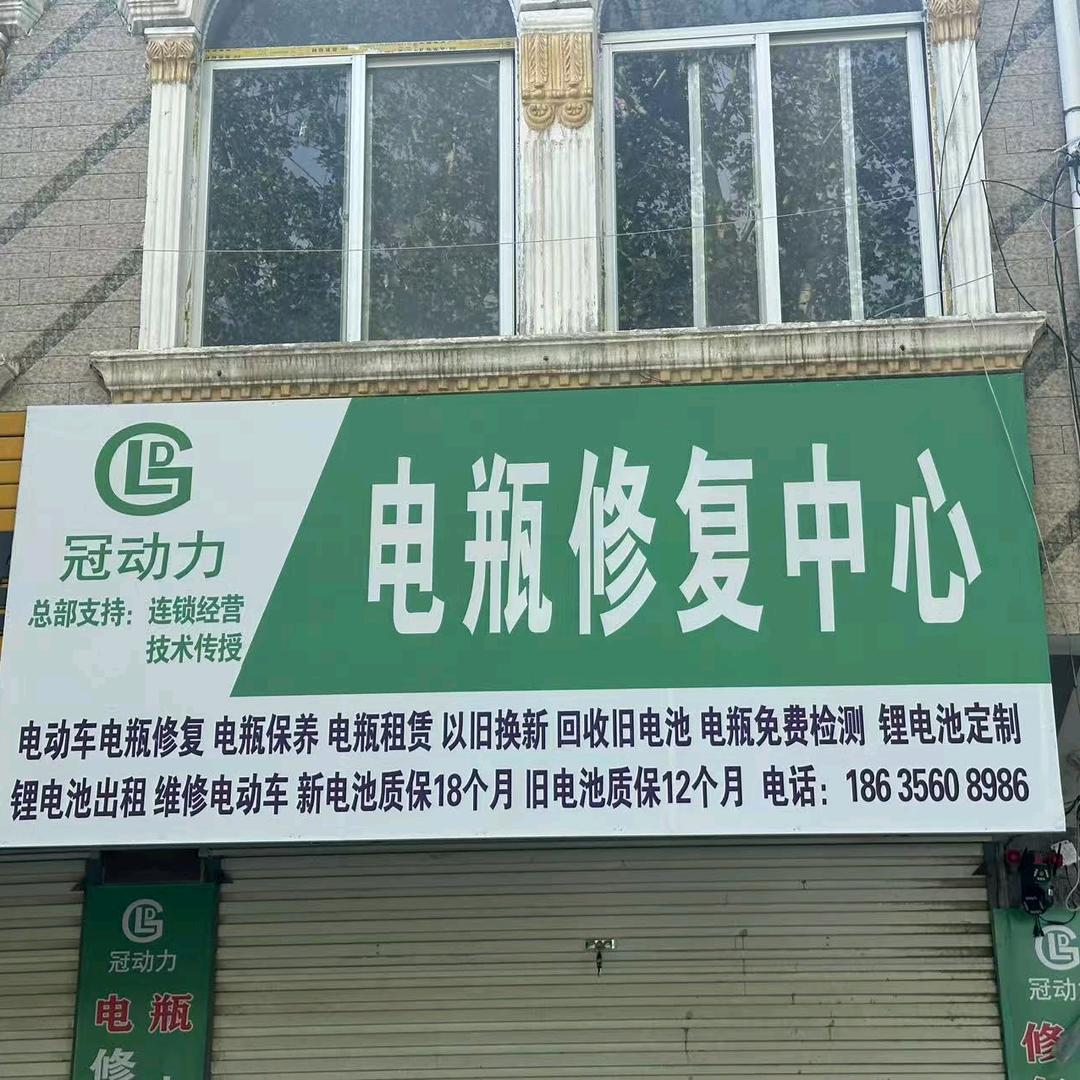 GLD
冠动力
总部支持：连锁经营
技术传授
电瓶修复中心
电动车电瓶修复 电瓶保养 电瓶租赁 以旧换新 回收旧电池 电瓶免费检测 锂电池定制
锂电池出租 维修电动车 新电池质保18个月 旧电池质保12个月 电话：186 3560 8986
GLD
冠动力
电瓶
修
GLD
冠动
修